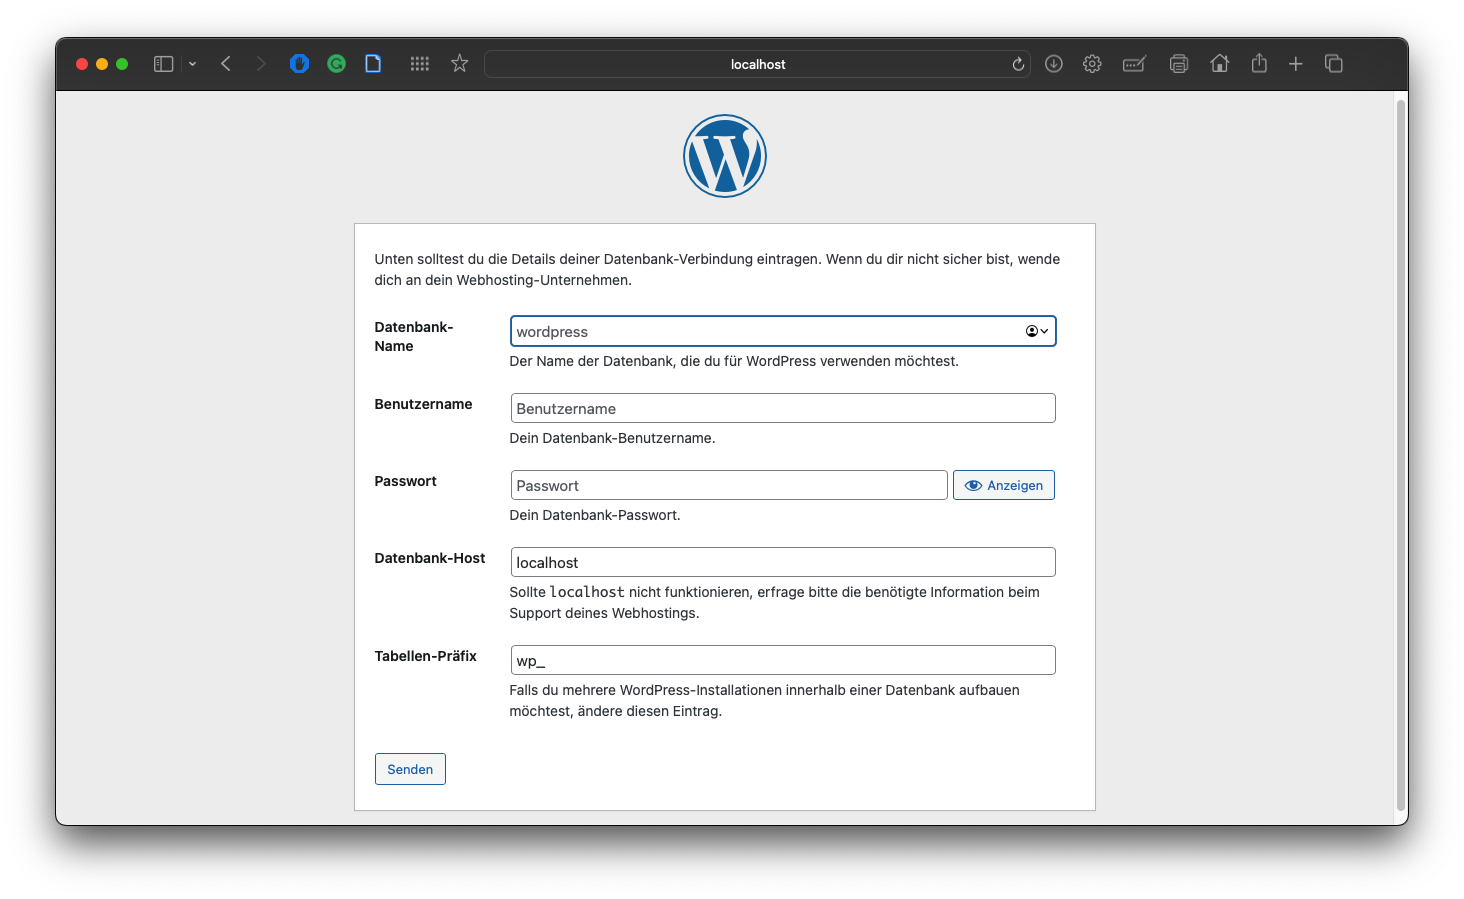 localhost
Unten solltest du die Details deiner Datenbank-Verbindung eintragen. Wenn du dir nicht sicher bist, wende
dich an dein Webhosting-Unternehmen.
Datenbank-
Name
wordpress
Der Name der Datenbank, die du für WordPress verwenden möchtest.
Benutzername
Benutzername
Dein Datenbank-Benutzername.
Passwort
Passwort
Anzeigen
Dein Datenbank-Passwort.
Datenbank-Host
localhost
Sollte localhost nicht funktionieren, erfrage bitte die benötigte Information beim
Support deines Webhostings.
Tabellen-Präfix
wp_
Falls du mehrere WordPress-Installationen innerhalb einer Datenbank aufbauen
möchtest, ändere diesen Eintrag.
Senden